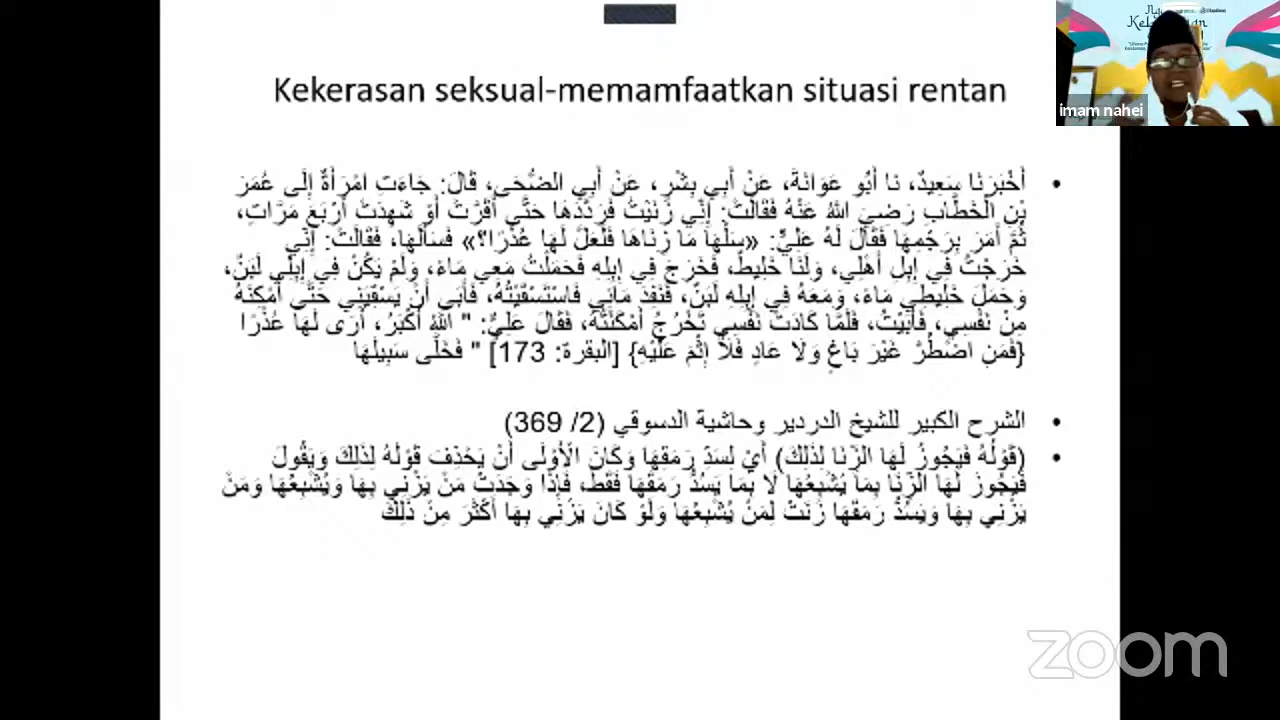 Kekerasan seksual-memamfaatkan situasi rentan
imam nahei
• أَخْبَرَنَا سَعِيدٌ، نَا أَبُو عَوَانَةَ، عَنْ أَبِي بِشْرٍ، عَنْ أَبِي الضُّحَى، قَالَ: جَاءَتِ امْرَأَةٌ إِلَى عُمَرَ
بْنِ الْخَطَّابِ رَضِيَ اللهُ عَنْهُ فَقَالَتْ: إِنِّي زَنَيْتُ فَرَدَّدَهَا حَتَّى أَقَرَّتْ أَوْ شَهِدَتْ أَرْبَعَ مَرَّاتٍ،
ثُمَّ أَمَرَ بِرَجْمِهَا فَقَالَ لَهُ عَلِيٌّ: «سَلْهَا مَا زِنَاهَا فَلَعَلَّ لَهَا عُذْرًا؟» فَسَأَلَهَا، فَقَالَتْ: إِنِّي
خَرَجْتُ فِي إِبِلِ أَهْلِي، وَلَنَا خَلِيطٌ، فَخَرَجَ فِي إِبِلِهِ فَحَمَلْتُ مَعِي مَاءً، وَلَمْ يَكُنْ فِي إِبِلِي لَبَنٌ،
وَحَمَلَ خَلِيطِي مَاءً، وَمَعَهُ فِي إِبِلِهِ لَبَنٌ، فَنَفِدَ مَائِي فَاسْتَسْقَيْتُهُ، فَأَبَى أَنْ يَسْقِيَنِي حَتَّى أُمْكِنَهُ
مِنْ نَفْسِي، فَأَبَيْتُ، فَلَمَّا كَادَتْ نَفْسِي تَخْرُجُ أَمْكَنْتُهُ، فَقَالَ عَلِيٌّ: " اللهُ أَكْبَرُ، أَرَى لَهَا عُذْرًا
{فَمَنِ اضْطُرَّ غَيْرَ بَاغٍ وَلَا عَادٍ فَلَا إِثْمَ عَلَيْهِ} [البقرة: 173] " فَخَلَّى سَبِيلَهَا
• الشرح الكبير للشيخ الدردير وحاشية الدسوقي (2/ 369)
• (قَوْلُهُ فَيَجُوزُ لَهَا الزِّنَا لِذَلِكَ) أَيْ لِسَدِّ رَمَقِهَا وَكَانَ الْأَوْلَى أَنْ يَحْذِفَ قَوْلَهُ لِذَلِكَ وَيَقُولَ
فَيَجُوزُ لَهَا الزِّنَا بِمَا يُشْبِعُهَا لَا بِمَا يَسُدُّ رَمَقَهَا فَقَطْ، فَإِذَا وَجَدَتْ مَنْ يَزْنِي بِهَا وَيُشْبِعُهَا وَمَنْ
يَزْنِي بِهَا وَيَسُدُّ رَمَقَهَا زَنَتْ لِمَنْ يُشْبِعُهَا وَلَوْ كَانَ يَزْنِي بِهَا أَكْثَرَ مِنْ ذَلِكَ
zoom